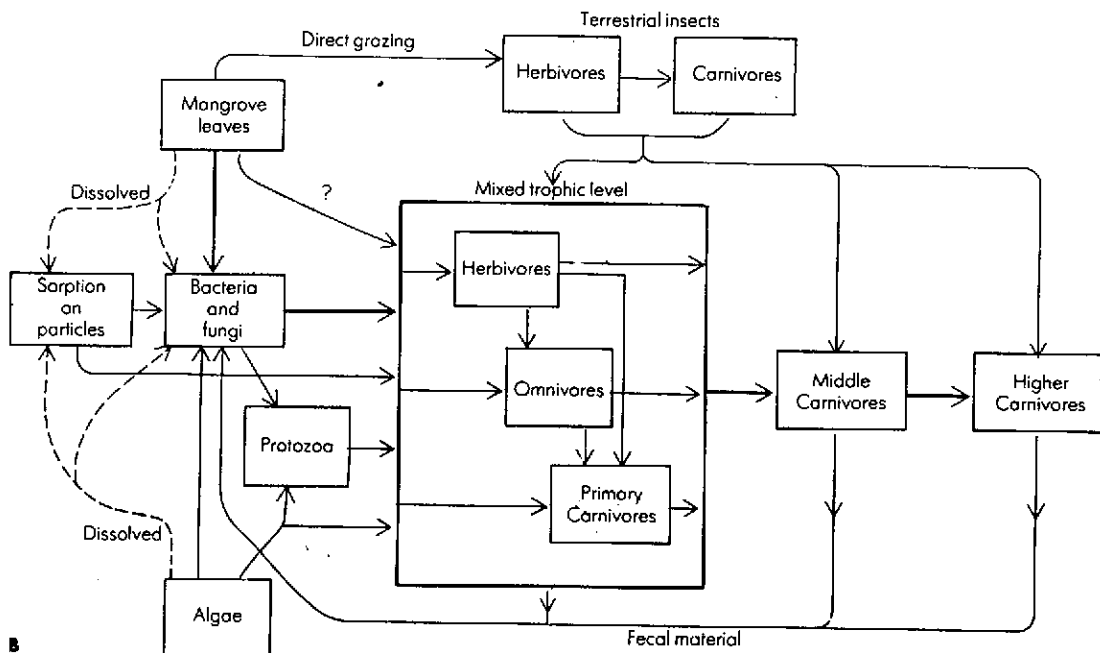 Terrestrial insects
Direct grazing
Herbivores
Carnivores
Mangrove
leaves
Dissolved
?
Mixed trophic level
Sorption
on
particles
Bacteria
and
fungi
Herbivores
Omnivores
Middle
Carnivores
Higher
Carnivores
Protozoa
Primary
Carnivores
Dissolved
Algae
Fecal material
B